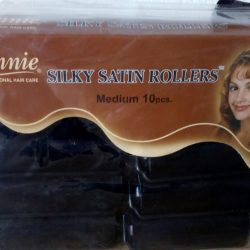 nnie®
ONAL HAIR CARE
SILKY SATIN ROLLERS™
Medium 10pcs.